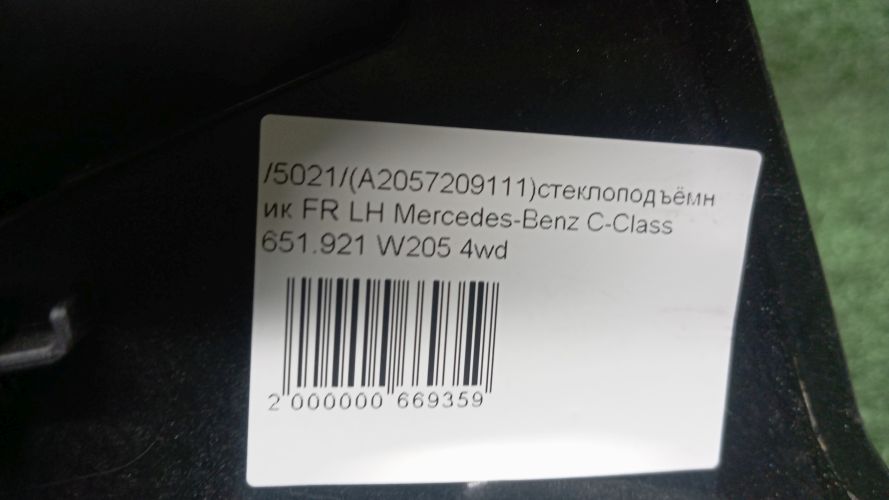 /5021/(A2057209111)стеклоподъёмн
ик FR LH Mercedes-Benz C-Class
651.921 W205 4wd
2 000000 669359